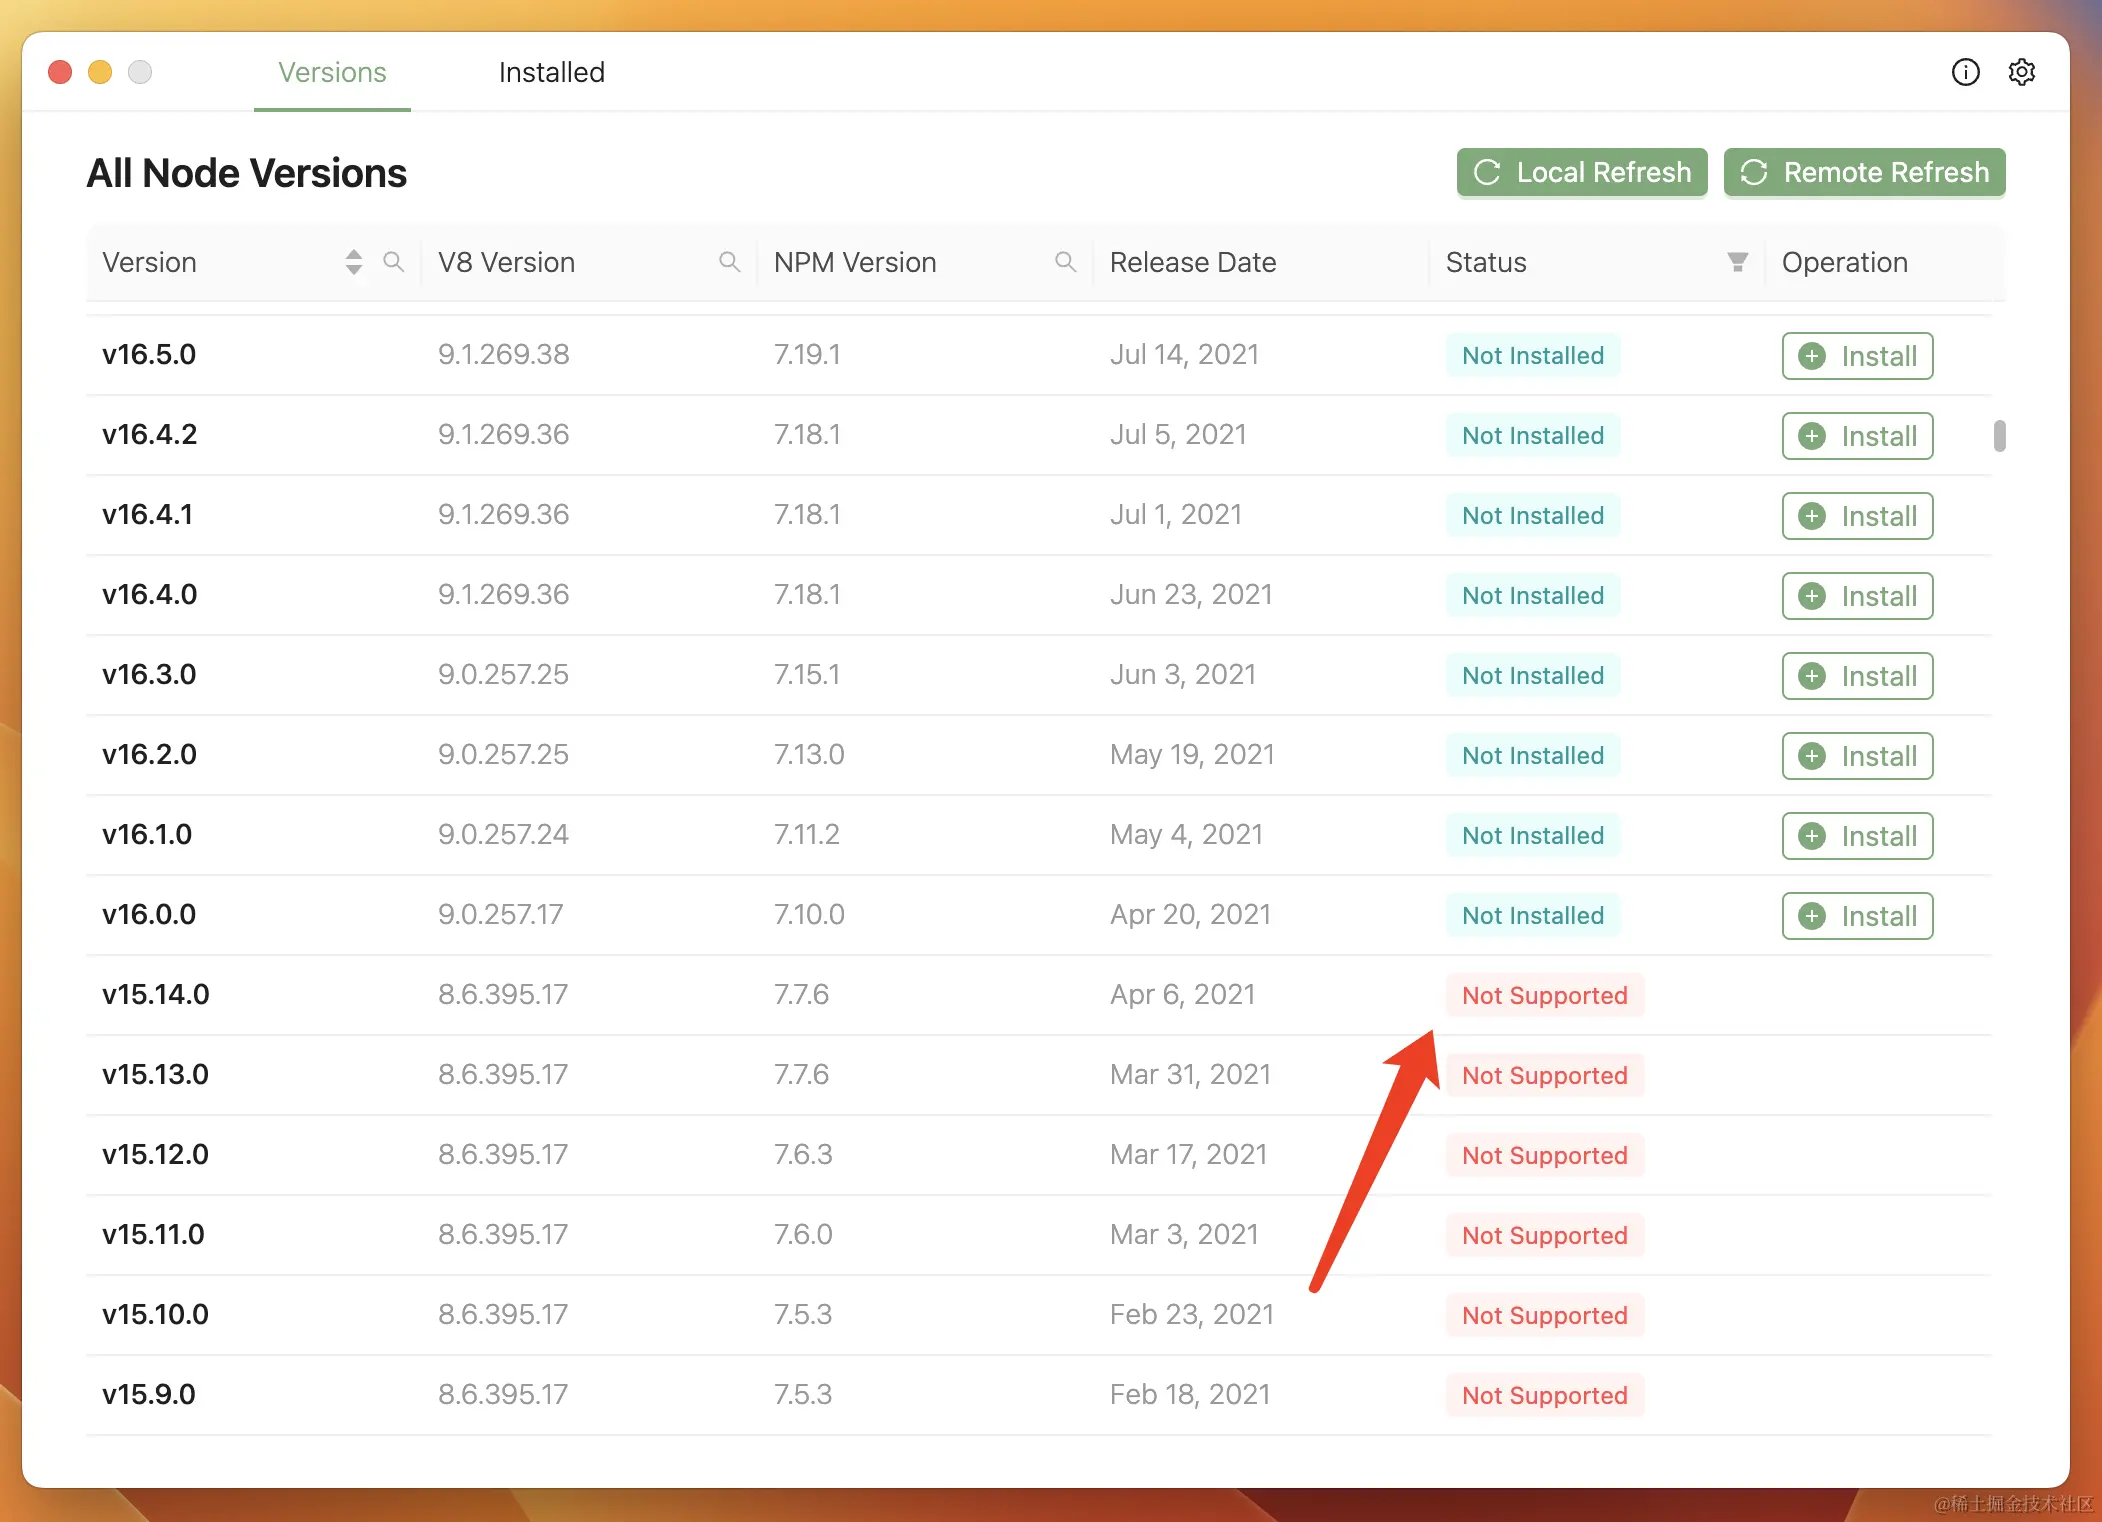 Versions Installed
All Node Versions Local Refresh Remote Refresh
Version V8 Version NPM Version Release Date Status Operation
v16.5.0 9.1.269.38 7.19.1 Jul 14, 2021 Not Installed Install
v16.4.2 9.1.269.36 7.18.1 Jul 5, 2021 Not Installed Install
v16.4.1 9.1.269.36 7.18.1 Jul 1, 2021 Not Installed Install
v16.4.0 9.1.269.36 7.18.1 Jun 23, 2021 Not Installed Install
v16.3.0 9.0.257.25 7.15.1 Jun 3, 2021 Not Installed Install
v16.2.0 9.0.257.25 7.13.0 May 19, 2021 Not Installed Install
v16.1.0 9.0.257.24 7.11.2 May 4, 2021 Not Installed Install
v16.0.0 9.0.257.17 7.10.0 Apr 20, 2021 Not Installed Install
v15.14.0 8.6.395.17 7.7.6 Apr 6, 2021 Not Supported
v15.13.0 8.6.395.17 7.7.6 Mar 31, 2021 Not Supported
v15.12.0 8.6.395.17 7.6.3 Mar 17, 2021 Not Supported
v15.11.0 8.6.395.17 7.6.0 Mar 3, 2021 Not Supported
v15.10.0 8.6.395.17 7.5.3 Feb 23, 2021 Not Supported
v15.9.0 8.6.395.17 7.5.3 Feb 18, 2021 Not Supported
@稀土掘金技术社区